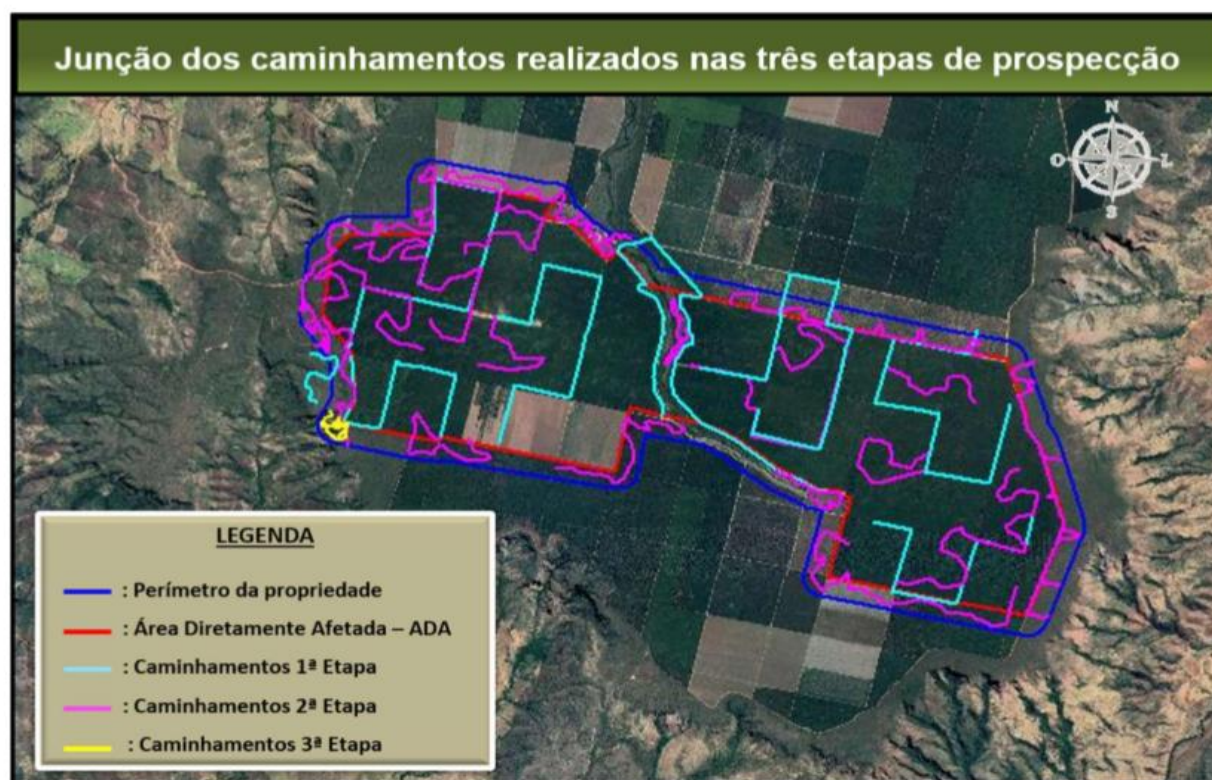 Junção dos caminhamentos realizados nas três etapas de prospecção
N
O
L
S
LEGENDA
: Perímetro da propriedade
: Área Diretamente Afetada – ADA
: Caminhamentos 1ª Etapa
: Caminhamentos 2ª Etapa
: Caminhamentos 3ª Etapa